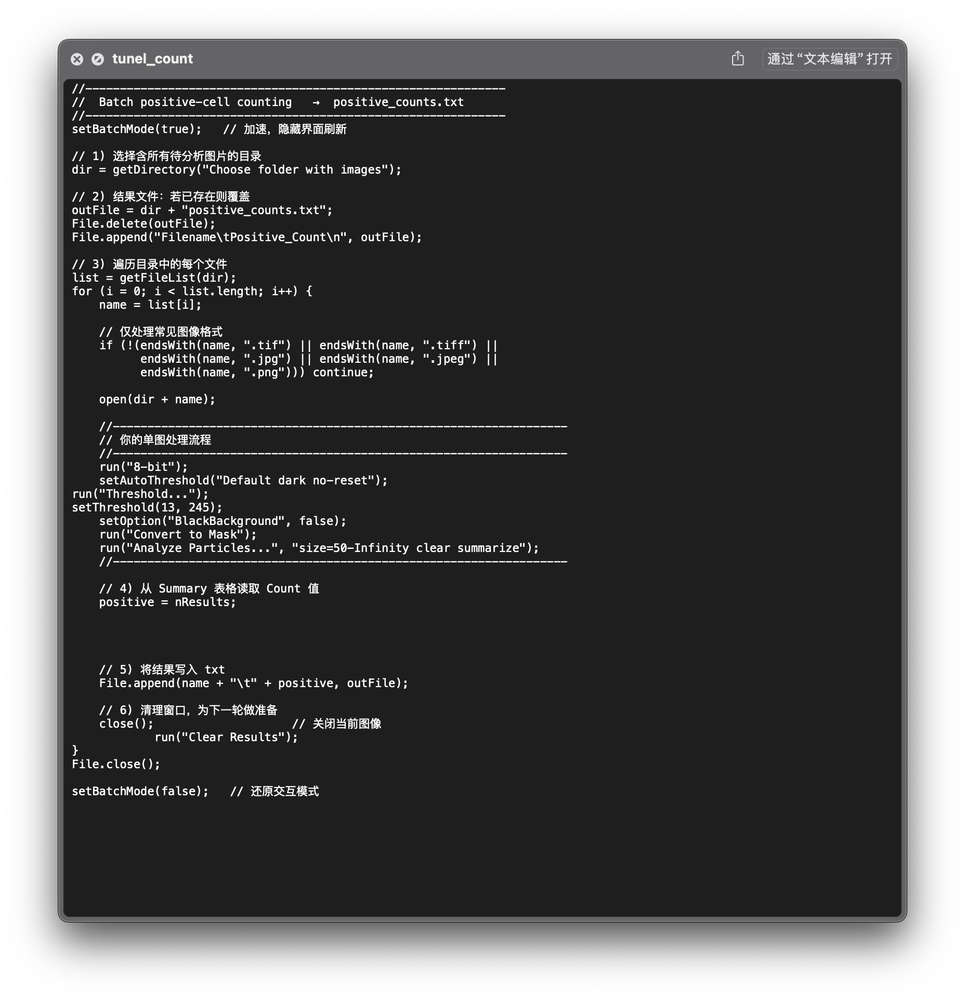 tunel_count
通过“文本编辑”打开
//-------------------------------------------------------------
//  Batch positive-cell counting   →  positive_counts.txt
//-------------------------------------------------------------
setBatchMode(true);   // 加速，隐藏界面刷新
// 1) 选择含所有待分析图片的目录
dir = getDirectory("Choose folder with images");
// 2) 结果文件：若已存在则覆盖
outFile = dir + "positive_counts.txt";
File.delete(outFile);
File.append("Filename\tPositive_Count\n", outFile);
// 3) 遍历目录中的每个文件
list = getFileList(dir);
for (i = 0; i < list.length; i++) {
    name = list[i];
    // 仅处理常见图像格式
    if (!(endsWith(name, ".tif") || endsWith(name, ".tiff") ||
          endsWith(name, ".jpg") || endsWith(name, ".jpeg") ||
          endsWith(name, ".png"))) continue;
    open(dir + name);
    //------------------------------------------------------------------
    // 你的单图处理流程
    //------------------------------------------------------------------
    run("8-bit");
    setAutoThreshold("Default dark no-reset");
run("Threshold...");
setThreshold(13, 245);
    setOption("BlackBackground", false);
    run("Convert to Mask");
    run("Analyze Particles...", "size=50-Infinity clear summarize");
    //------------------------------------------------------------------
    // 4) 从 Summary 表格读取 Count 值
    positive = nResults;
    // 5) 将结果写入 txt
    File.append(name + "\t" + positive, outFile);
    // 6) 清理窗口，为下一轮做准备
    close();                    // 关闭当前图像
            run("Clear Results");
}
File.close();
setBatchMode(false);   // 还原交互模式